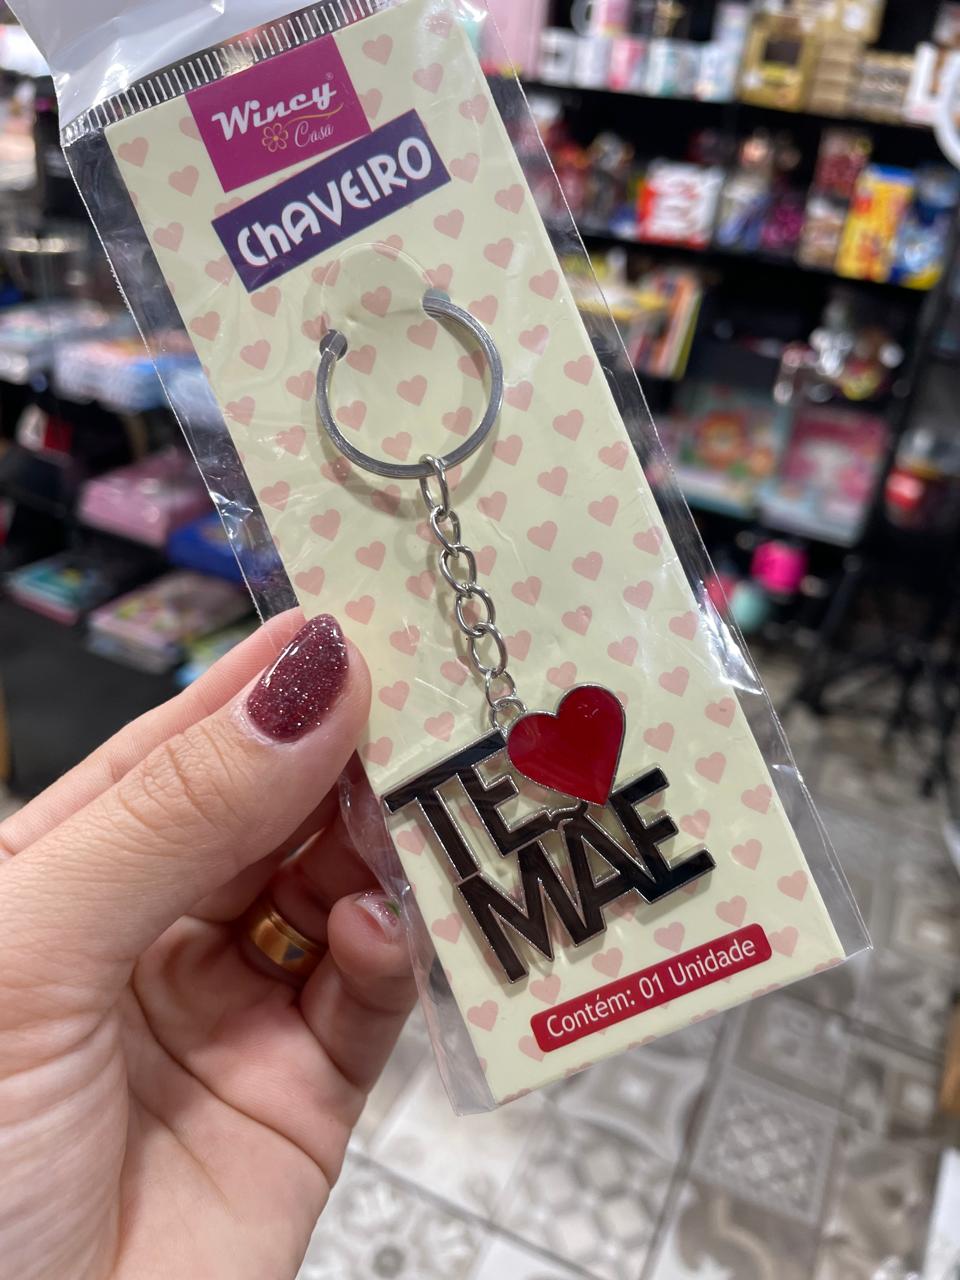 Wincy
Casa
CHAVEIRO
TE
MÃE
Contém: 01 Unidade